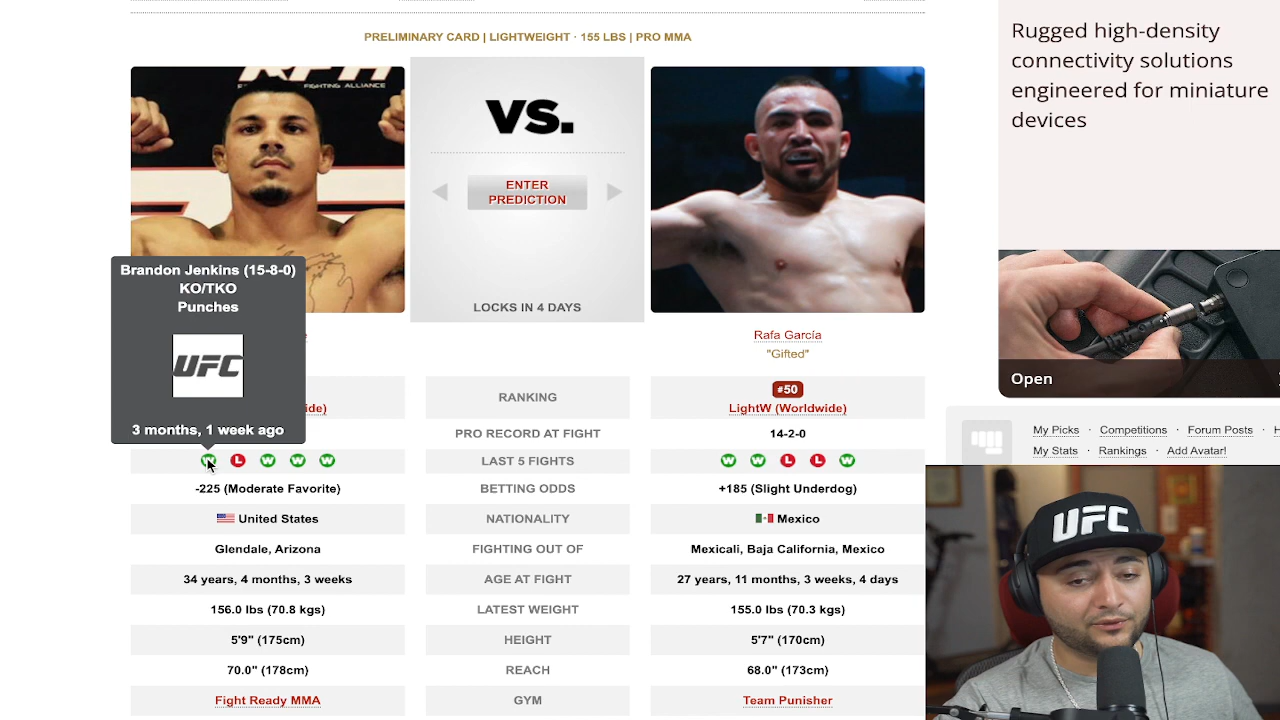 PRELIMINARY CARD | LIGHTWEIGHT · 155 LBS | PRO MMA
FIGHTING ALLIANCE
VS.
ENTER
PREDICTION
LOCKS IN 4 DAYS
Brandon Jenkins (15-8-0)
KO/TKO
Punches
UFC
3 months, 1 week ago
Rafa García
"Gifted"
ide)
RANKING
#50
LightW (Worldwide)
PRO RECORD AT FIGHT
14-2-0
W L W W W
LAST 5 FIGHTS
W W L L W
-225 (Moderate Favorite)
BETTING ODDS
+185 (Slight Underdog)
United States
NATIONALITY
Mexico
Glendale, Arizona
FIGHTING OUT OF
Mexicali, Baja California, Mexico
34 years, 4 months, 3 weeks
AGE AT FIGHT
27 years, 11 months, 3 weeks, 4 days
156.0 lbs (70.8 kgs)
LATEST WEIGHT
155.0 lbs (70.3 kgs)
5'9" (175cm)
HEIGHT
5'7" (170cm)
70.0" (178cm)
REACH
68.0" (173cm)
Fight Ready MMA
GYM
Team Punisher
Rugged high-density
connectivity solutions
engineered for miniature
devices
Open
My Picks · Competitions · Forum Posts · H
My Stats · Rankings · Add Avatar!
UFC